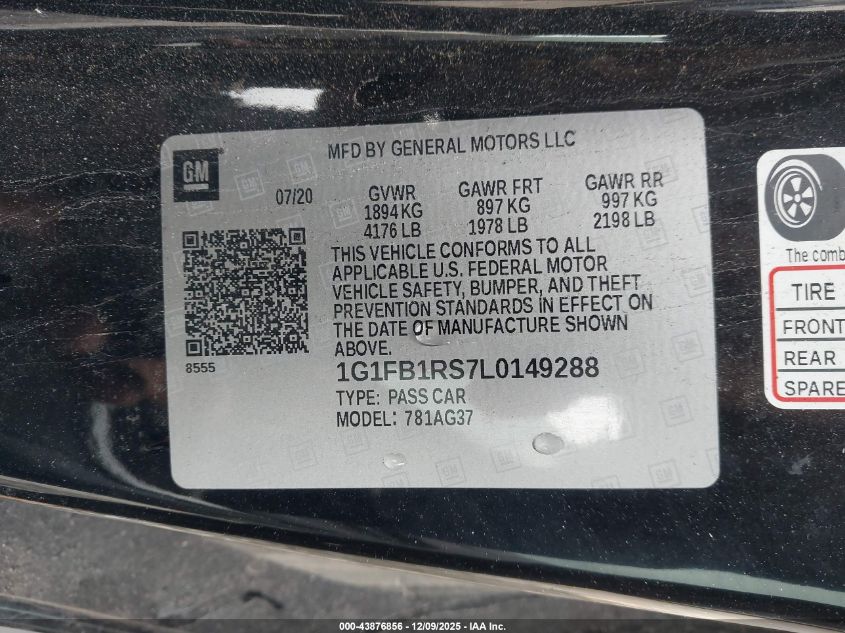 GM
MFD BY GENERAL MOTORS LLC
07/20
GVWR GAWR FRT GAWR RR
1894 KG 897 KG 997 KG
4176 LB 1978 LB 2198 LB
THIS VEHICLE CONFORMS TO ALL
APPLICABLE U.S. FEDERAL MOTOR
VEHICLE SAFETY, BUMPER, AND THEFT
PREVENTION STANDARDS IN EFFECT ON
THE DATE OF MANUFACTURE SHOWN
ABOVE.
8555
1G1FB1RS7L0149288
TYPE: PASS CAR
MODEL: 781AG37
The comb
TIRE
FRONT
REAR
SPARE
000-43876856 - 12/09/2025 - IAA Inc.